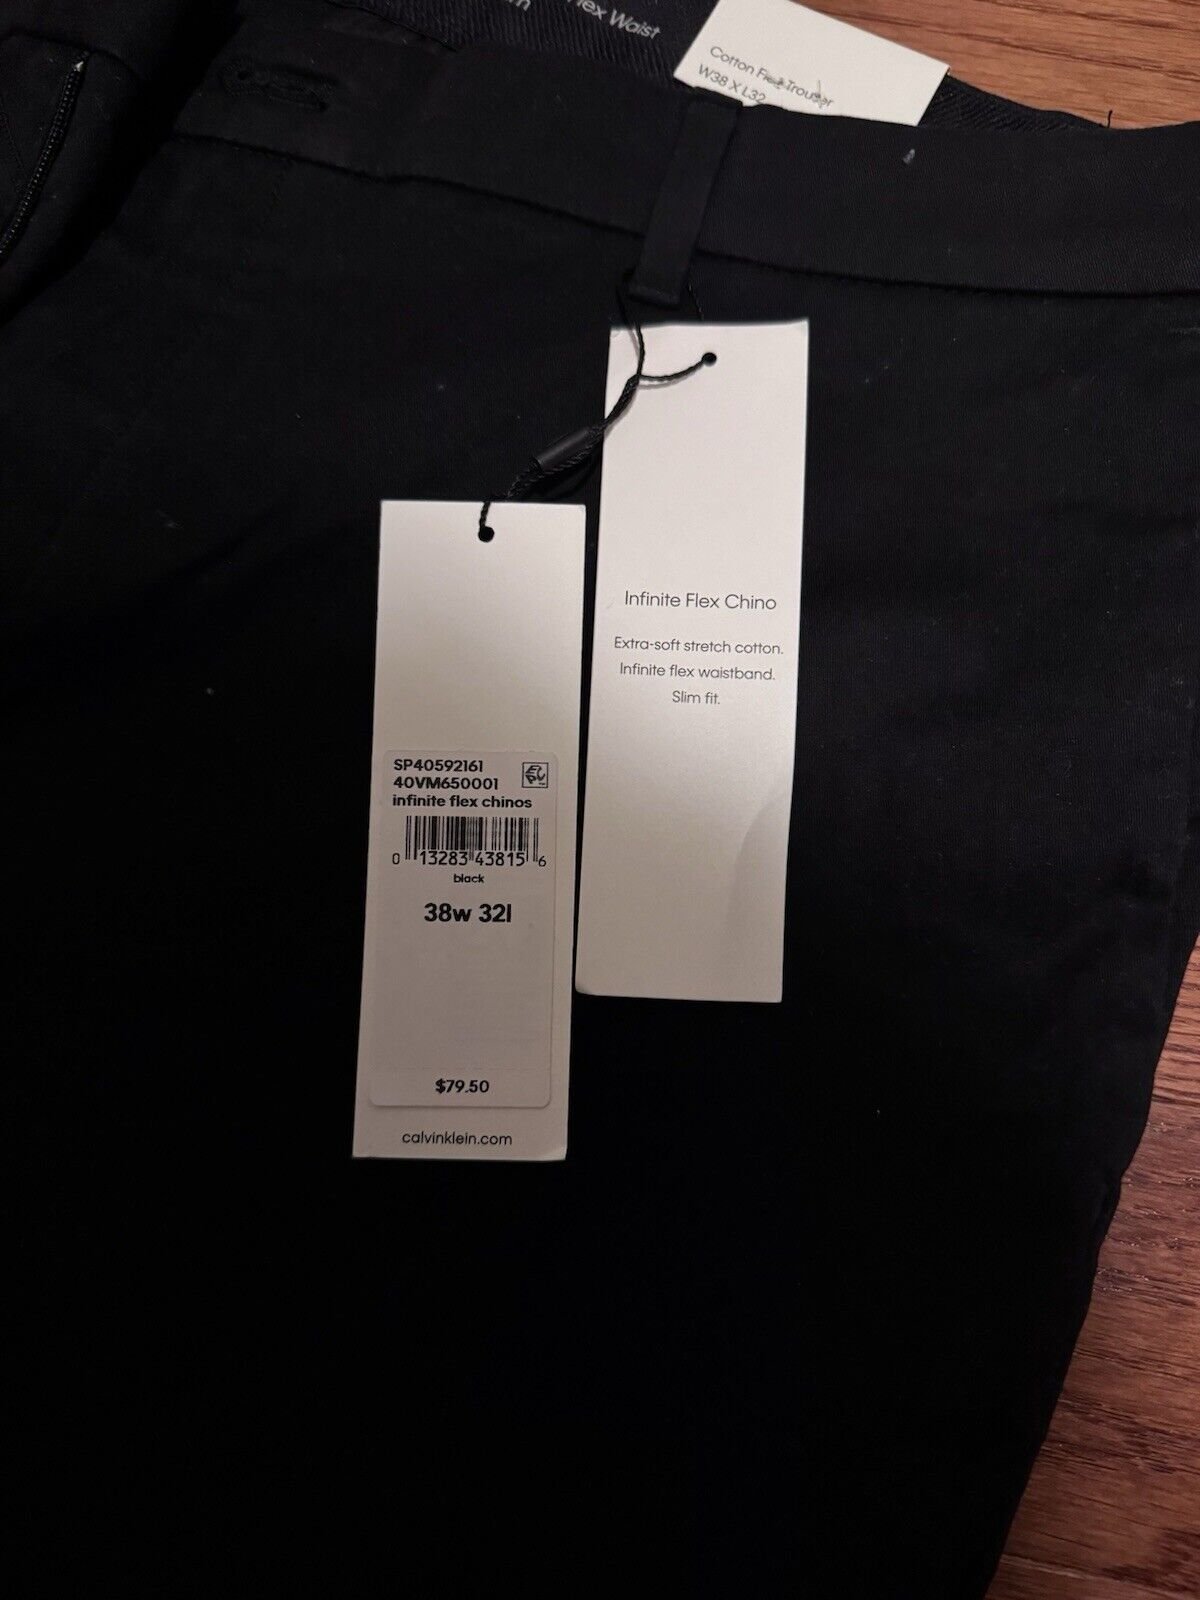 Flex Waist
Cotton Flex Trouser
W38 X L32
Infinite Flex Chino
Extra-soft stretch cotton.
Infinite flex waistband.
Slim fit.
SP40592161
40VM650001
infinite flex chinos
0 13283 43815 6
black
38w 32l
$79.50
calvinklein.com